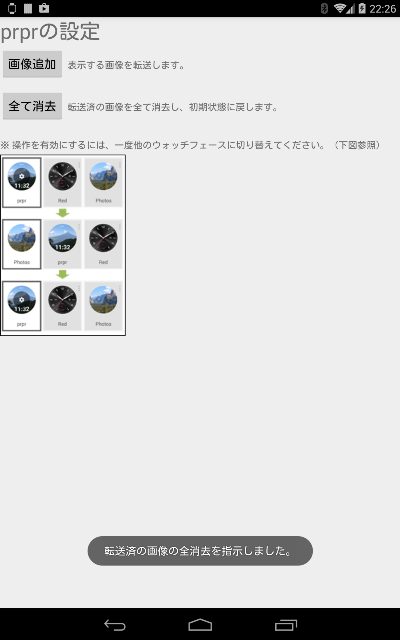 22:26
prprの設定
画像追加 表示する画像を転送します。
全て消去 転送済の画像を全て消去し、初期状態に戻します。
※ 操作を有効にするには、一度他のウォッチフェースに切り替えてください。（下図参照）
11:32
prpr Red Photos
11:32
Photos prpr Red
11:32
prpr Red Photos
転送済の画像の全消去を指示しました。